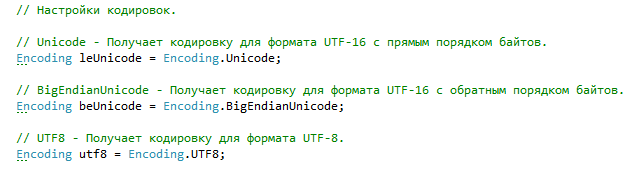 // Настройки кодировок.
// Unicode - Получает кодировку для формата UTF-16 с прямым порядком байтов.
Encoding leUnicode = Encoding.Unicode;
// BigEndianUnicode - Получает кодировку для формата UTF-16 с обратным порядком байтов.
Encoding beUnicode = Encoding.BigEndianUnicode;
// UTF8 - Получает кодировку для формата UTF-8.
Encoding utf8 = Encoding.UTF8;